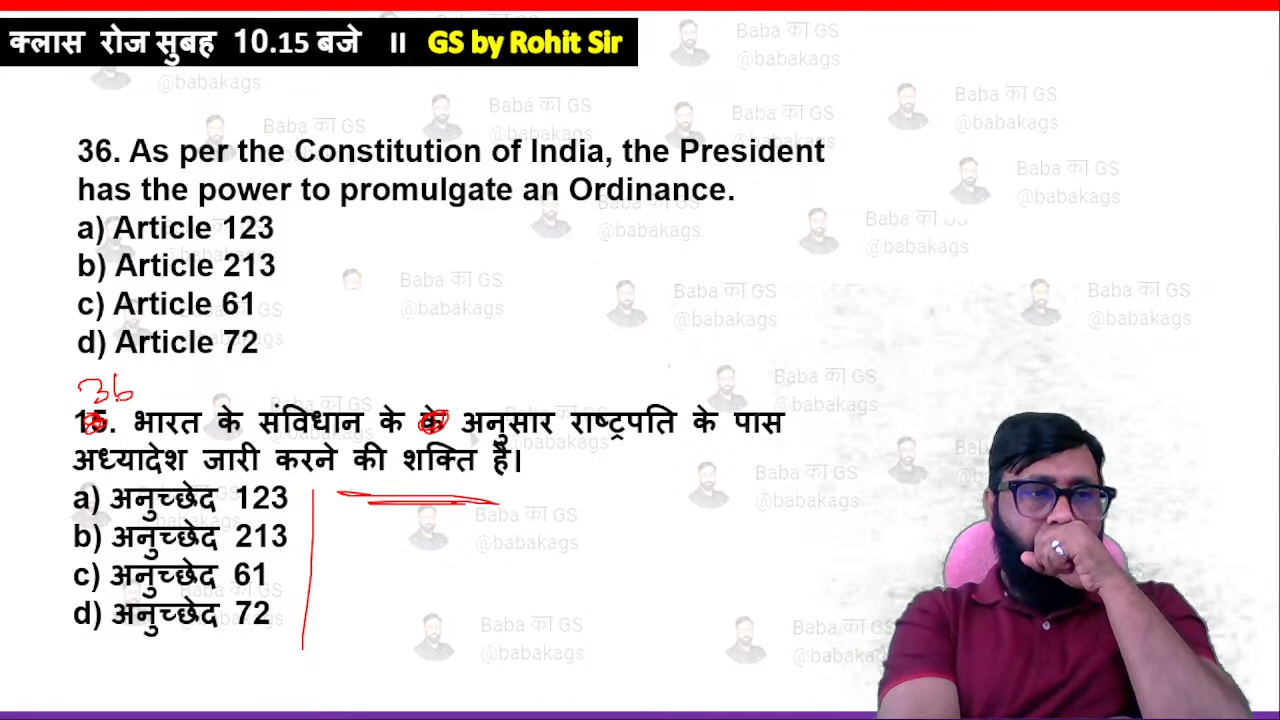 क्लास रोज सुबह 10.15 बजे II GS by Rohit Sir
36. As per the Constitution of India, the President
has the power to promulgate an Ordinance.
a) Article 123
b) Article 213
c) Article 61
d) Article 72
36
15. भारत के संविधान के के अनुसार राष्ट्रपति के पास
अध्यादेश जारी करने की शक्ति है।
a) अनुच्छेद 123
b) अनुच्छेद 213
c) अनुच्छेद 61
d) अनुच्छेद 72
Baba का GS
@babakags